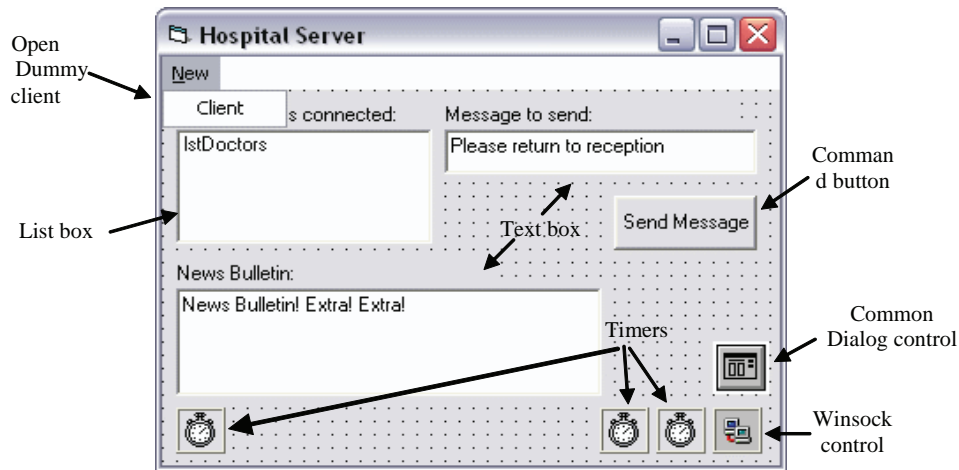 Hospital Server
Open
Dummy
client
New
Client
s connected:
Message to send:
lstDoctors
Please return to reception
Comman
d button
List box
Text box
Send Message
News Bulletin:
News Bulletin! Extra! Extra!
Timers
Common
Dialog control
Winsock
control